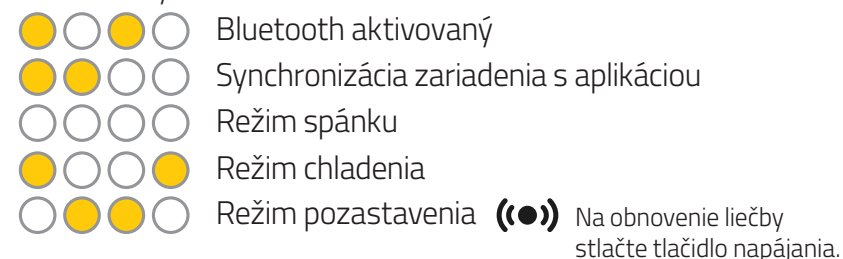 Bluetooth aktivovaný
Synchronizácia zariadenia s aplikáciou
Režim spánku
Režim chladenia
Režim pozastavenia
Na obnovenie liečby
stlačte tlačidlo napájania.